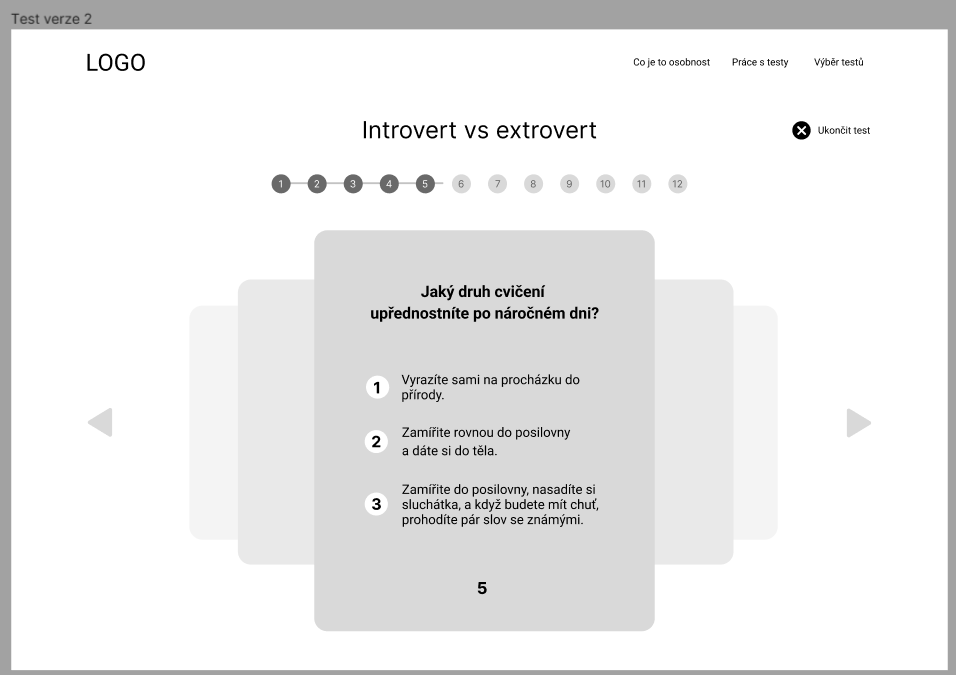 Test verze 2
LOGO
Co je to osobnost
Práce s testy
Výběr testů
Introvert vs extrovert
Ukončit test
1 2 3 4 5 6 7 8 9 10 11 12
Jaký druh cvičení
upřednostníte po náročném dni?
1
Vyrazíte sami na procházku do
přírody.
2
Zamířite rovnou do posilovny
a dáte si do těla.
3
Zamířite do posilovny, nasadíte si
sluchátka, a když budete mít chuť,
prohodíte pár slov se známými.
5